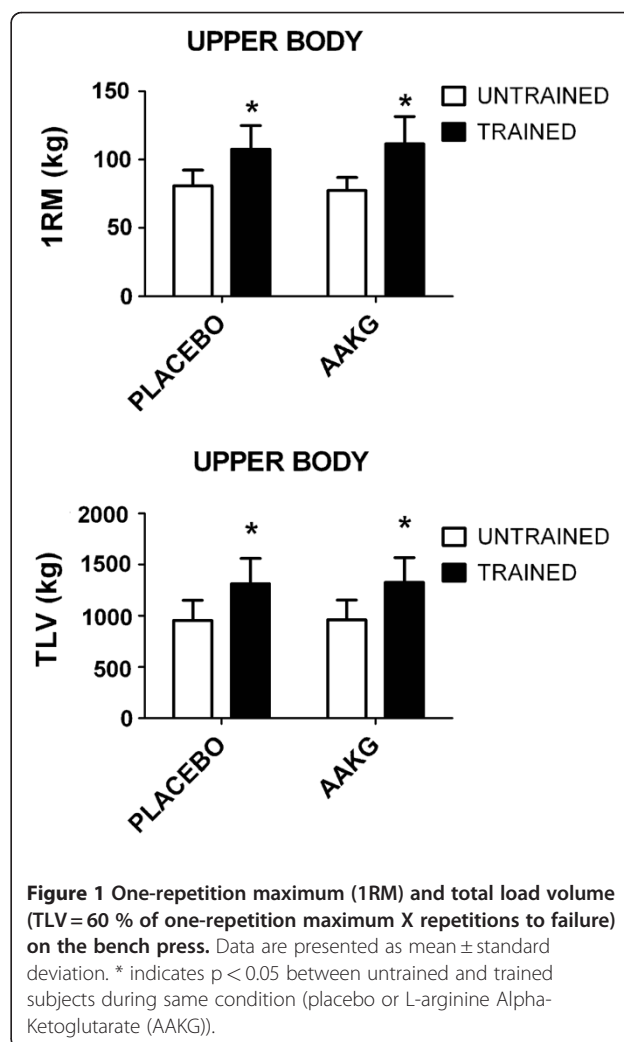 UPPER BODY
1RM (kg)
150
100
50
0
*
*
UNTRAINED
TRAINED
PLACEBO
AAKG
UPPER BODY
TLV (kg)
2000
1500
1000
500
0
*
*
UNTRAINED
TRAINED
PLACEBO
AAKG
Figure 1 One-repetition maximum (1RM) and total load volume
(TLV = 60 % of one-repetition maximum X repetitions to failure)
on the bench press. Data are presented as mean ± standard
deviation. * indicates p < 0.05 between untrained and trained
subjects during same condition (placebo or L-arginine Alpha-
Ketoglutarate (AAKG)).